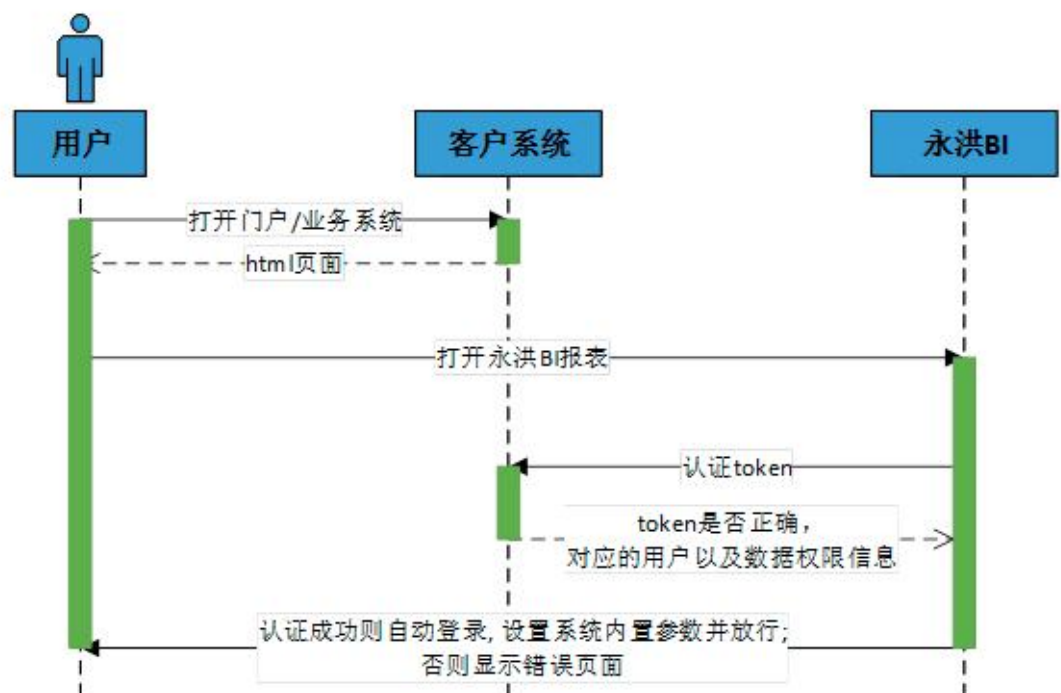 用户
客户系统
永洪BI
打开门户/业务系统
html页面
打开永洪BI报表
认证token
token是否正确，
对应的用户以及数据权限信息
认证成功则自动登录, 设置系统内置参数并放行;
否则显示错误页面